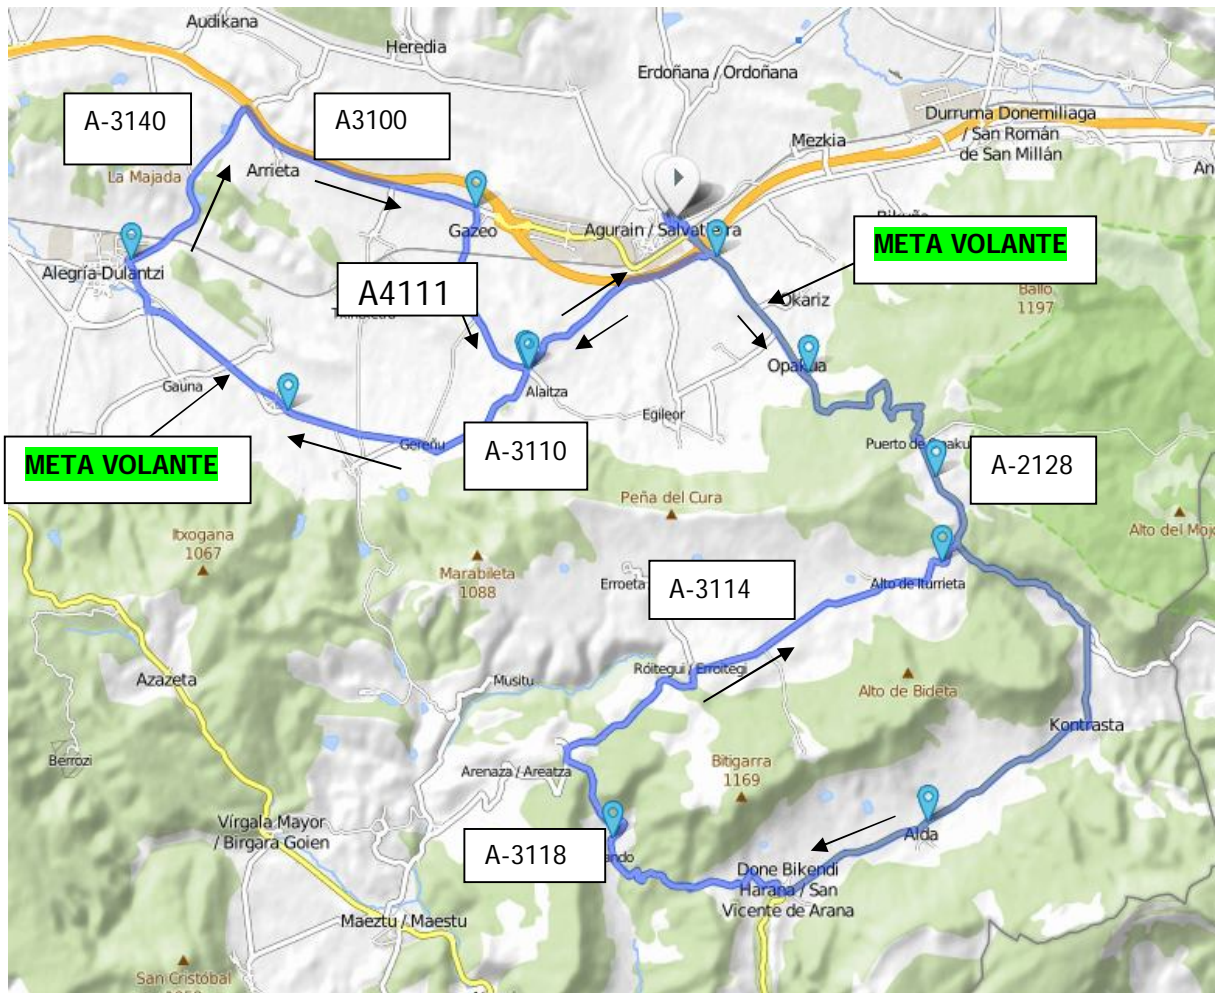 Audikana
Heredia
Erdoñana / Ordoñana
A-3140
A3100
Durruma Donemiliaga
/ San Román
de San Millán
Mezkia
La Majada
Arrieta
An
Gazeo
Agurain / Salvatierra
META VOLANTE
Alegría-Dulantzi
A4111
Okariz
Ballo
1197
Opakua
Gauna
Alaitza
Egileor
Gereñu
META VOLANTE
A-3110
Puerto de Opakua
A-2128
Peña del Cura
Alto del Mojo
Itxogana
1067
Marabileta
1088
Erroeta
A-3114
Alto de Iturrieta
Azazeta
Musitu
Róitegui / Erroitegi
Alto de Bideta
Kontrasta
Berrozi
Arenaza / Areatza
Bitigarra
1169
Vírgala Mayor
/ Birgara Goien
A-3118
ando
Alda
Done Bikendi
Harana / San
Vicente de Arana
Maeztu / Maestu
San Cristóbal